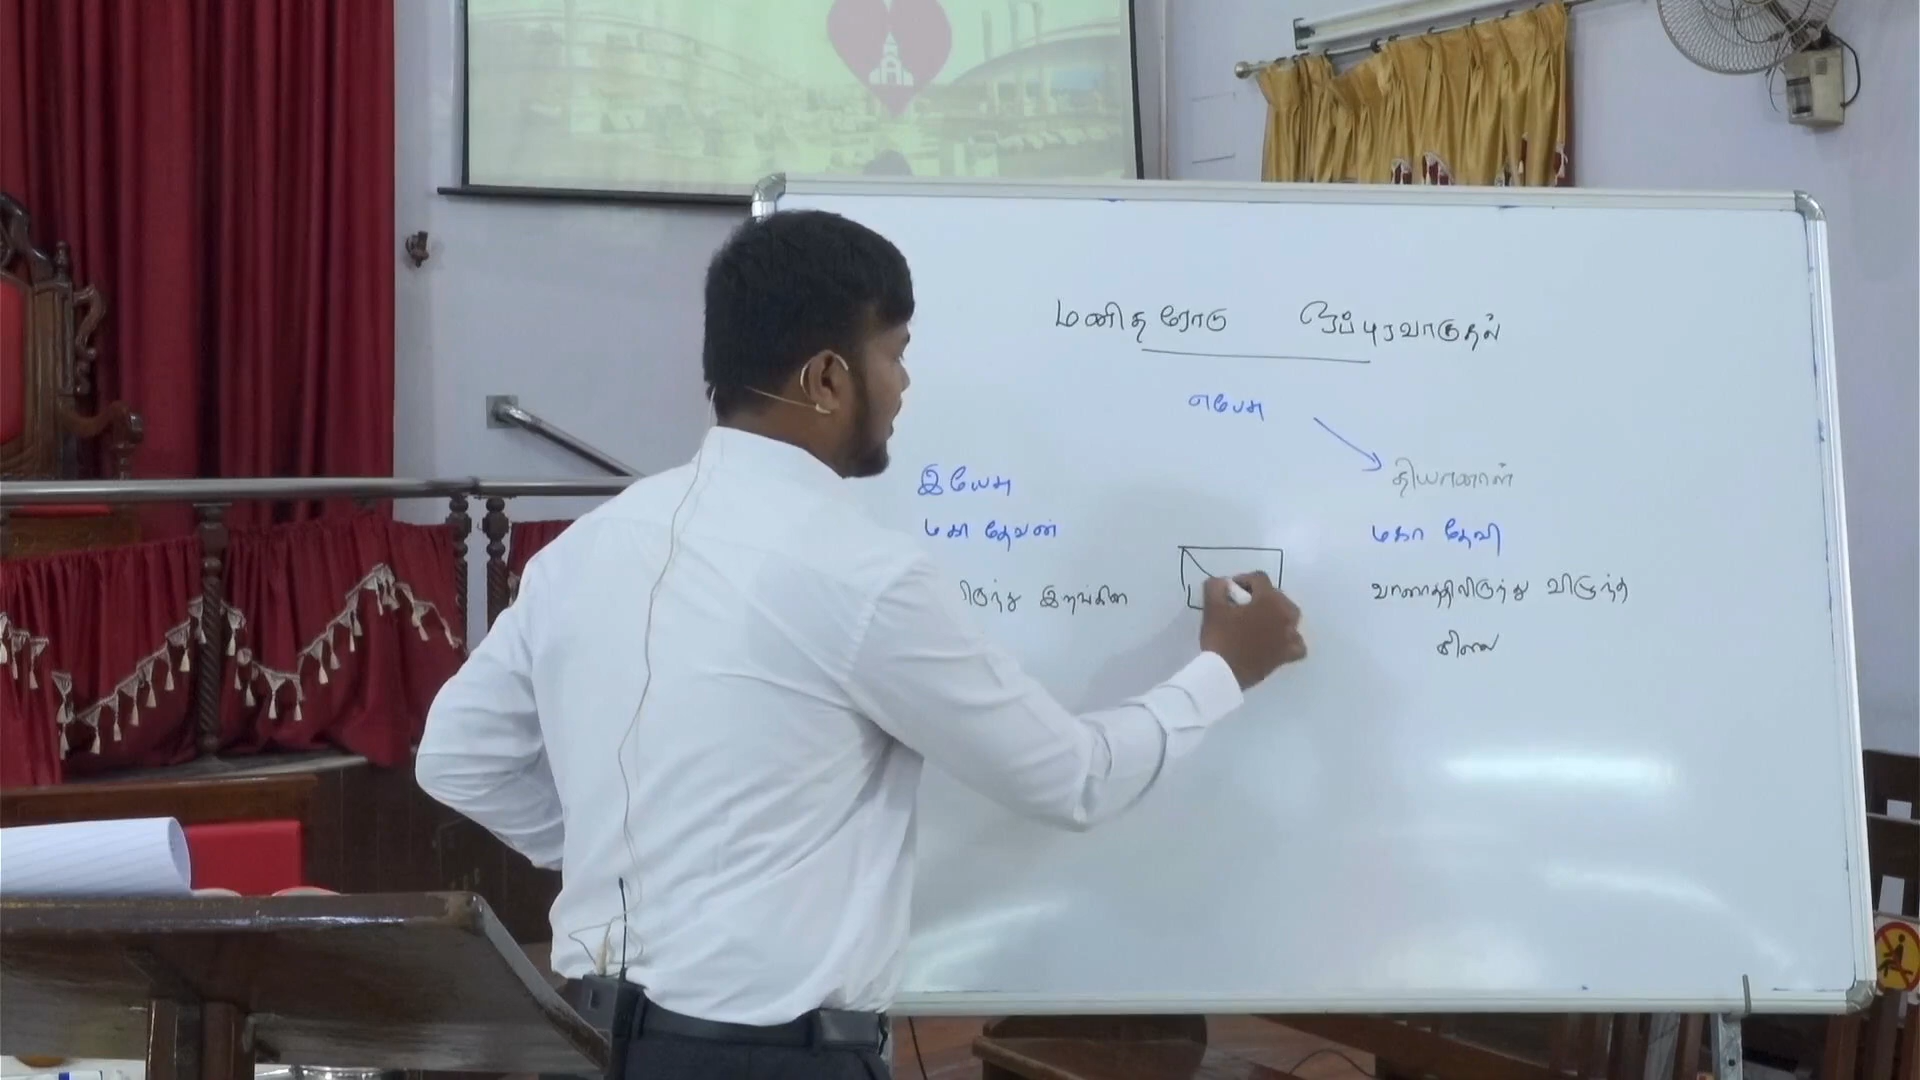 மனிதரோடு ஒப்புரவாகுதல்
எபேசு
இயேசு தியானாள்
மகா தேவன் மகா தேவி
ிருந்து இறங்கின வானத்திலிருந்து விழுந்த
சிலை